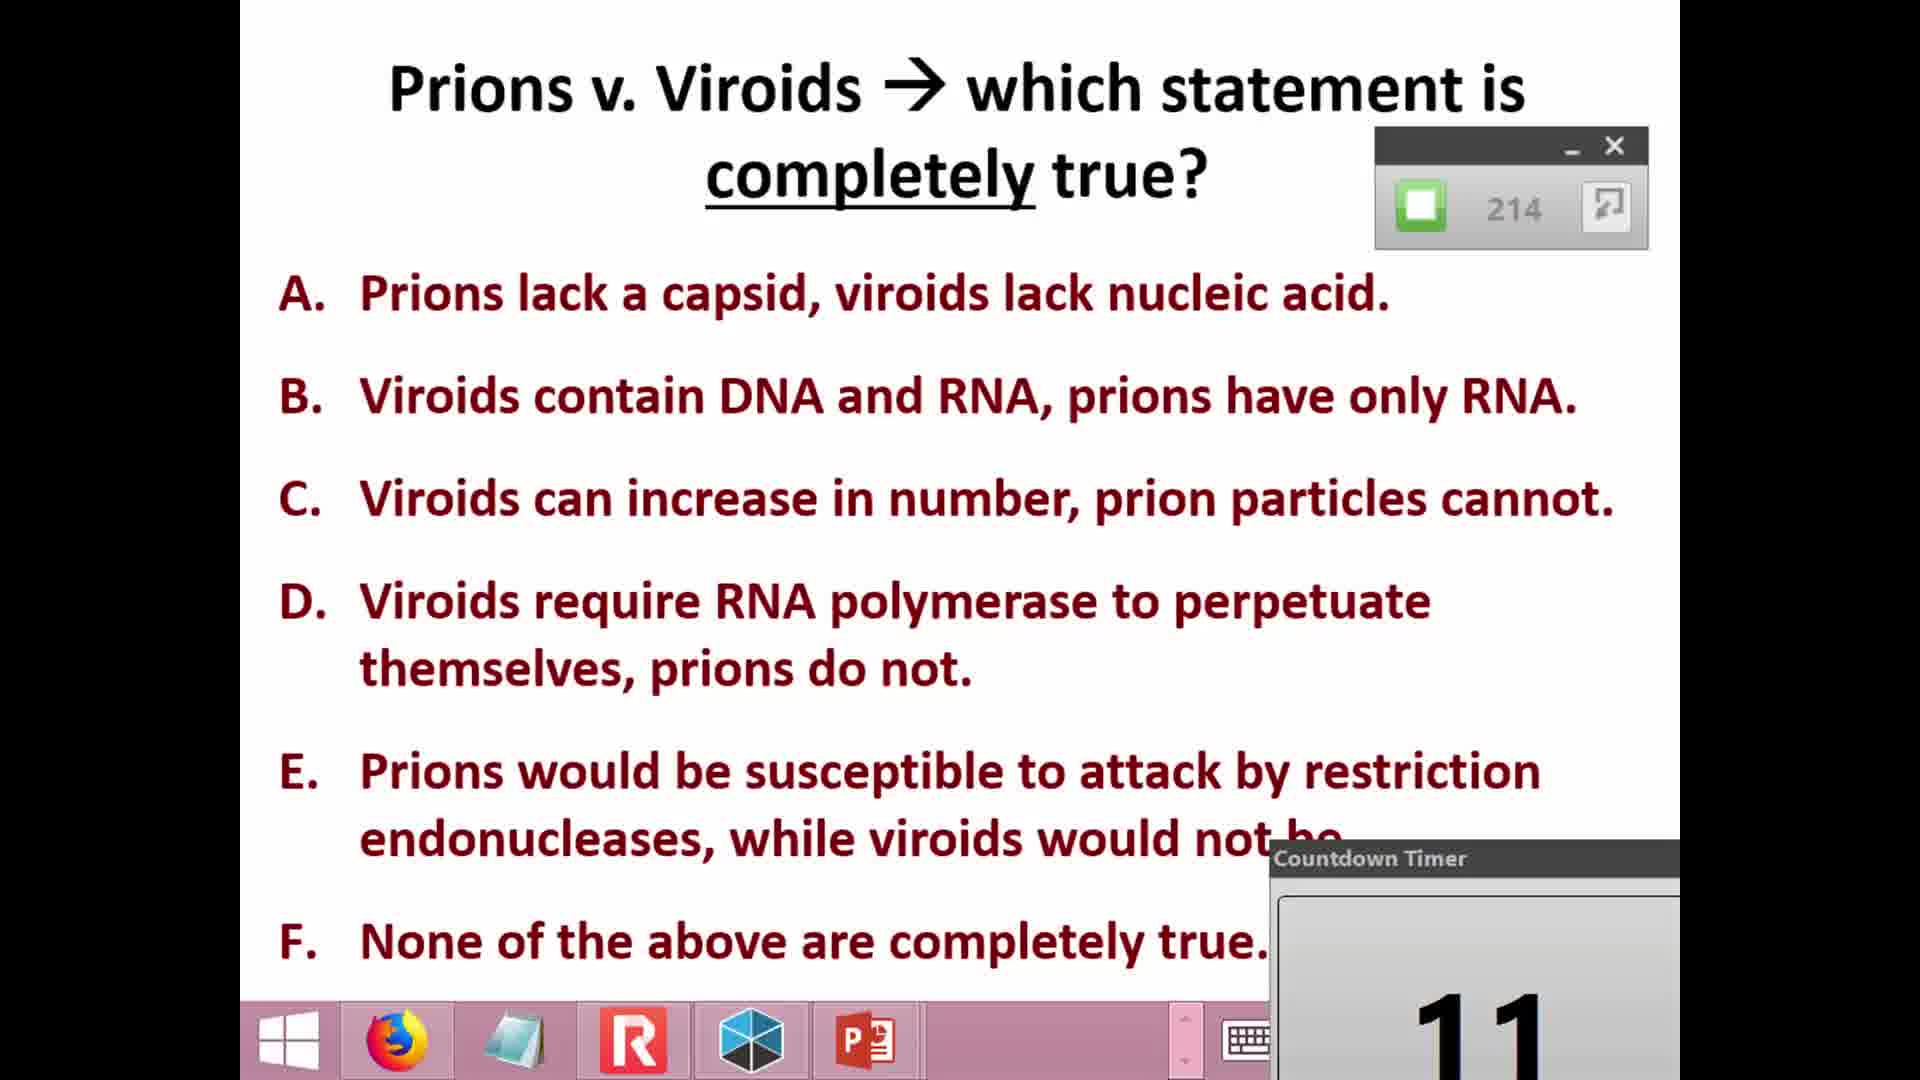 Prions v. Viroids → which statement is
completely true?
214
A. Prions lack a capsid, viroids lack nucleic acid.
B. Viroids contain DNA and RNA, prions have only RNA.
C. Viroids can increase in number, prion particles cannot.
D. Viroids require RNA polymerase to perpetuate
themselves, prions do not.
E. Prions would be susceptible to attack by restriction
endonucleases, while viroids would not be
Countdown Timer
F. None of the above are completely true.
11